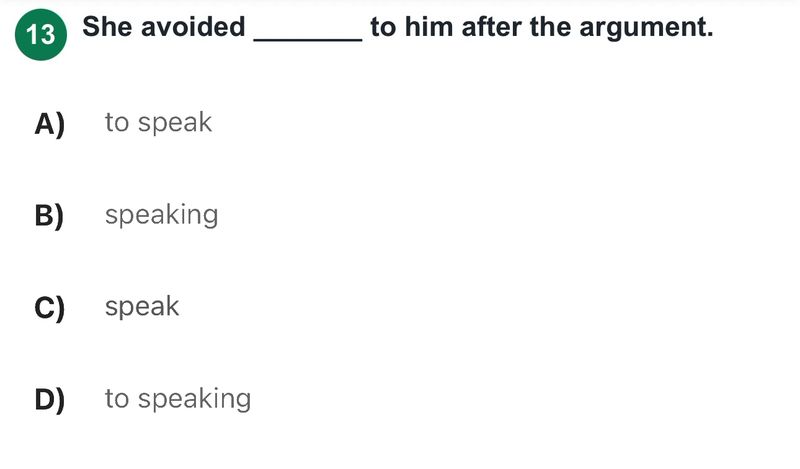 13 She avoided _______ to him after the argument.
A) to speak
B) speaking
C) speak
D) to speaking